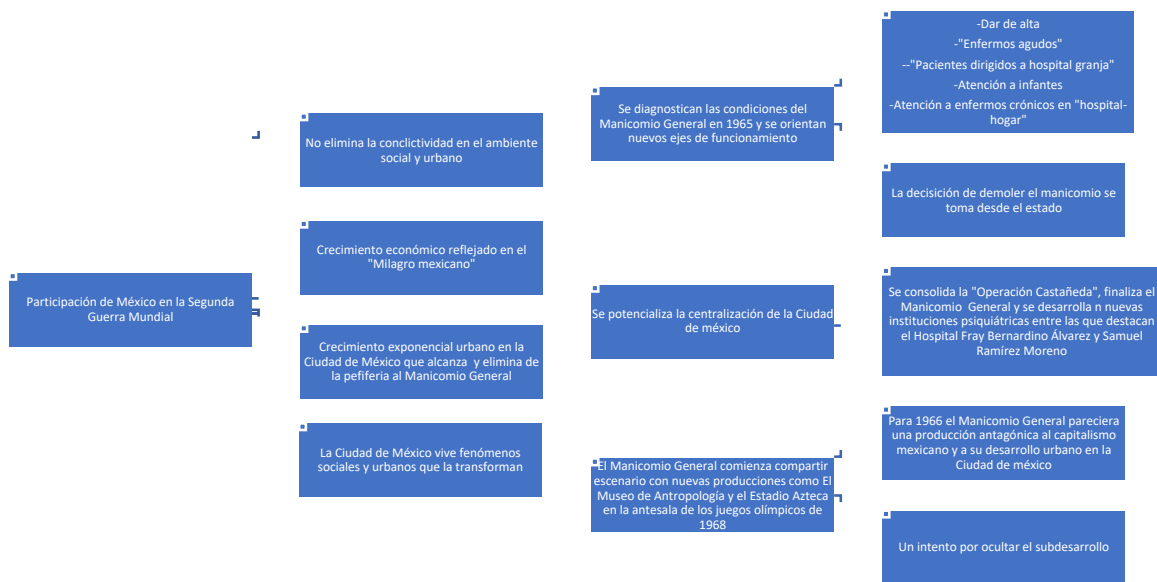 Participación de México en la Segunda
Guerra Mundial
No elimina la conclictividad en el ambiente
social y urbano
Crecimiento económico reflejado en el
"Milagro mexicano"
Crecimiento exponencial urbano en la
Ciudad de México que alcanza y elimina de
la pefiferia al Manicomio General
La Ciudad de México vive fenómenos
sociales y urbanos que la transforman
Se diagnostican las condiciones del
Manicomio General en 1965 y se orientan
nuevos ejes de funcionamiento
Se potencializa la centralización de la Ciudad
de méxico
El Manicomio General comienza compartir
escenario con nuevas producciones como El
Museo de Antropología y el Estadio Azteca
en la antesala de los juegos olímpicos de
1968
-Dar de alta
-"Enfermos agudos"
--"Pacientes dirigidos a hospital granja"
-Atención a infantes
-Atención a enfermos crónicos en "hospital-
hogar"
La decisición de demoler el manicomio se
toma desde el estado
Se consolida la "Operación Castañeda", finaliza el
Manicomio General y se desarrolla n nuevas
instituciones psiquiátricas entre las que destacan
el Hospital Fray Bernardino Álvarez y Samuel
Ramírez Moreno
Para 1966 el Manicomio General pareciera
una producción antagónica al capitalismo
mexicano y a su desarrollo urbano en la
Ciudad de méxico
Un intento por ocultar el subdesarrollo